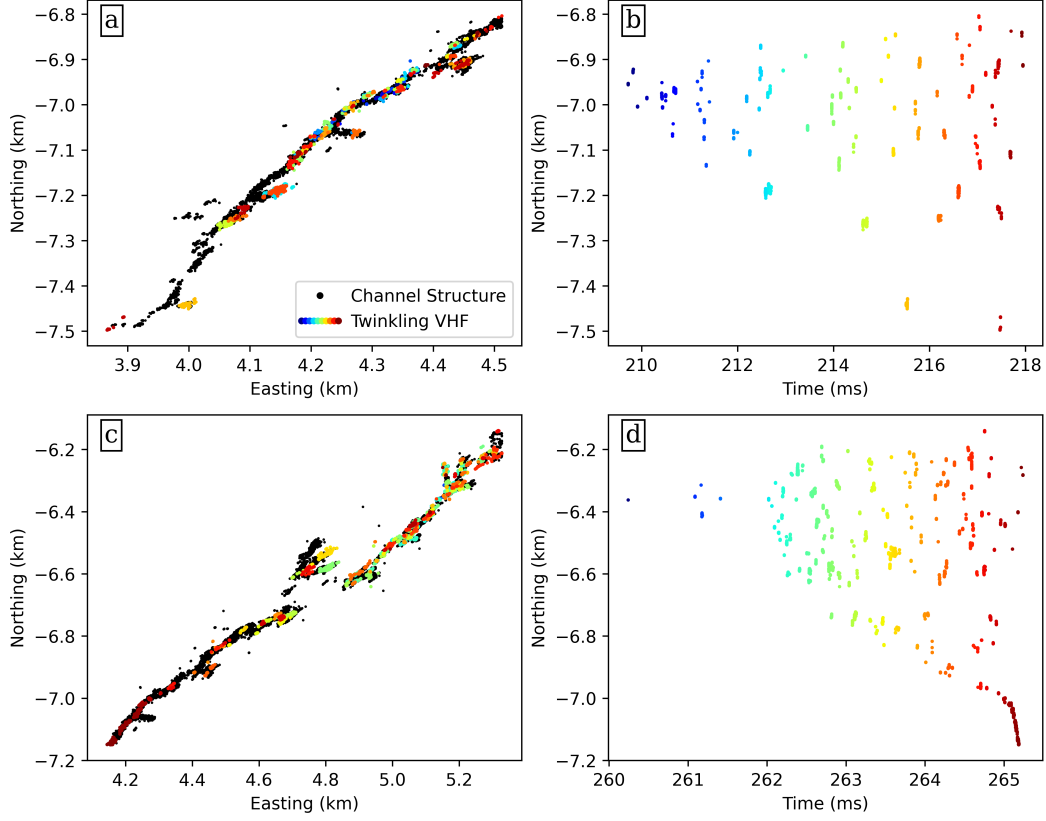 a
−6.8
−6.9
−7.0
−7.1
−7.2
−7.3
−7.4
−7.5
Northing (km)
3.9 4.0 4.1 4.2 4.3 4.4 4.5
Easting (km)
Channel Structure
Twinkling VHF
b
−6.8
−6.9
−7.0
−7.1
−7.2
−7.3
−7.4
−7.5
Northing (km)
210 212 214 216 218
Time (ms)
c
−6.2
−6.4
−6.6
−6.8
−7.0
−7.2
Northing (km)
4.2 4.4 4.6 4.8 5.0 5.2
Easting (km)
d
−6.2
−6.4
−6.6
−6.8
−7.0
−7.2
Northing (km)
260 261 262 263 264 265
Time (ms)